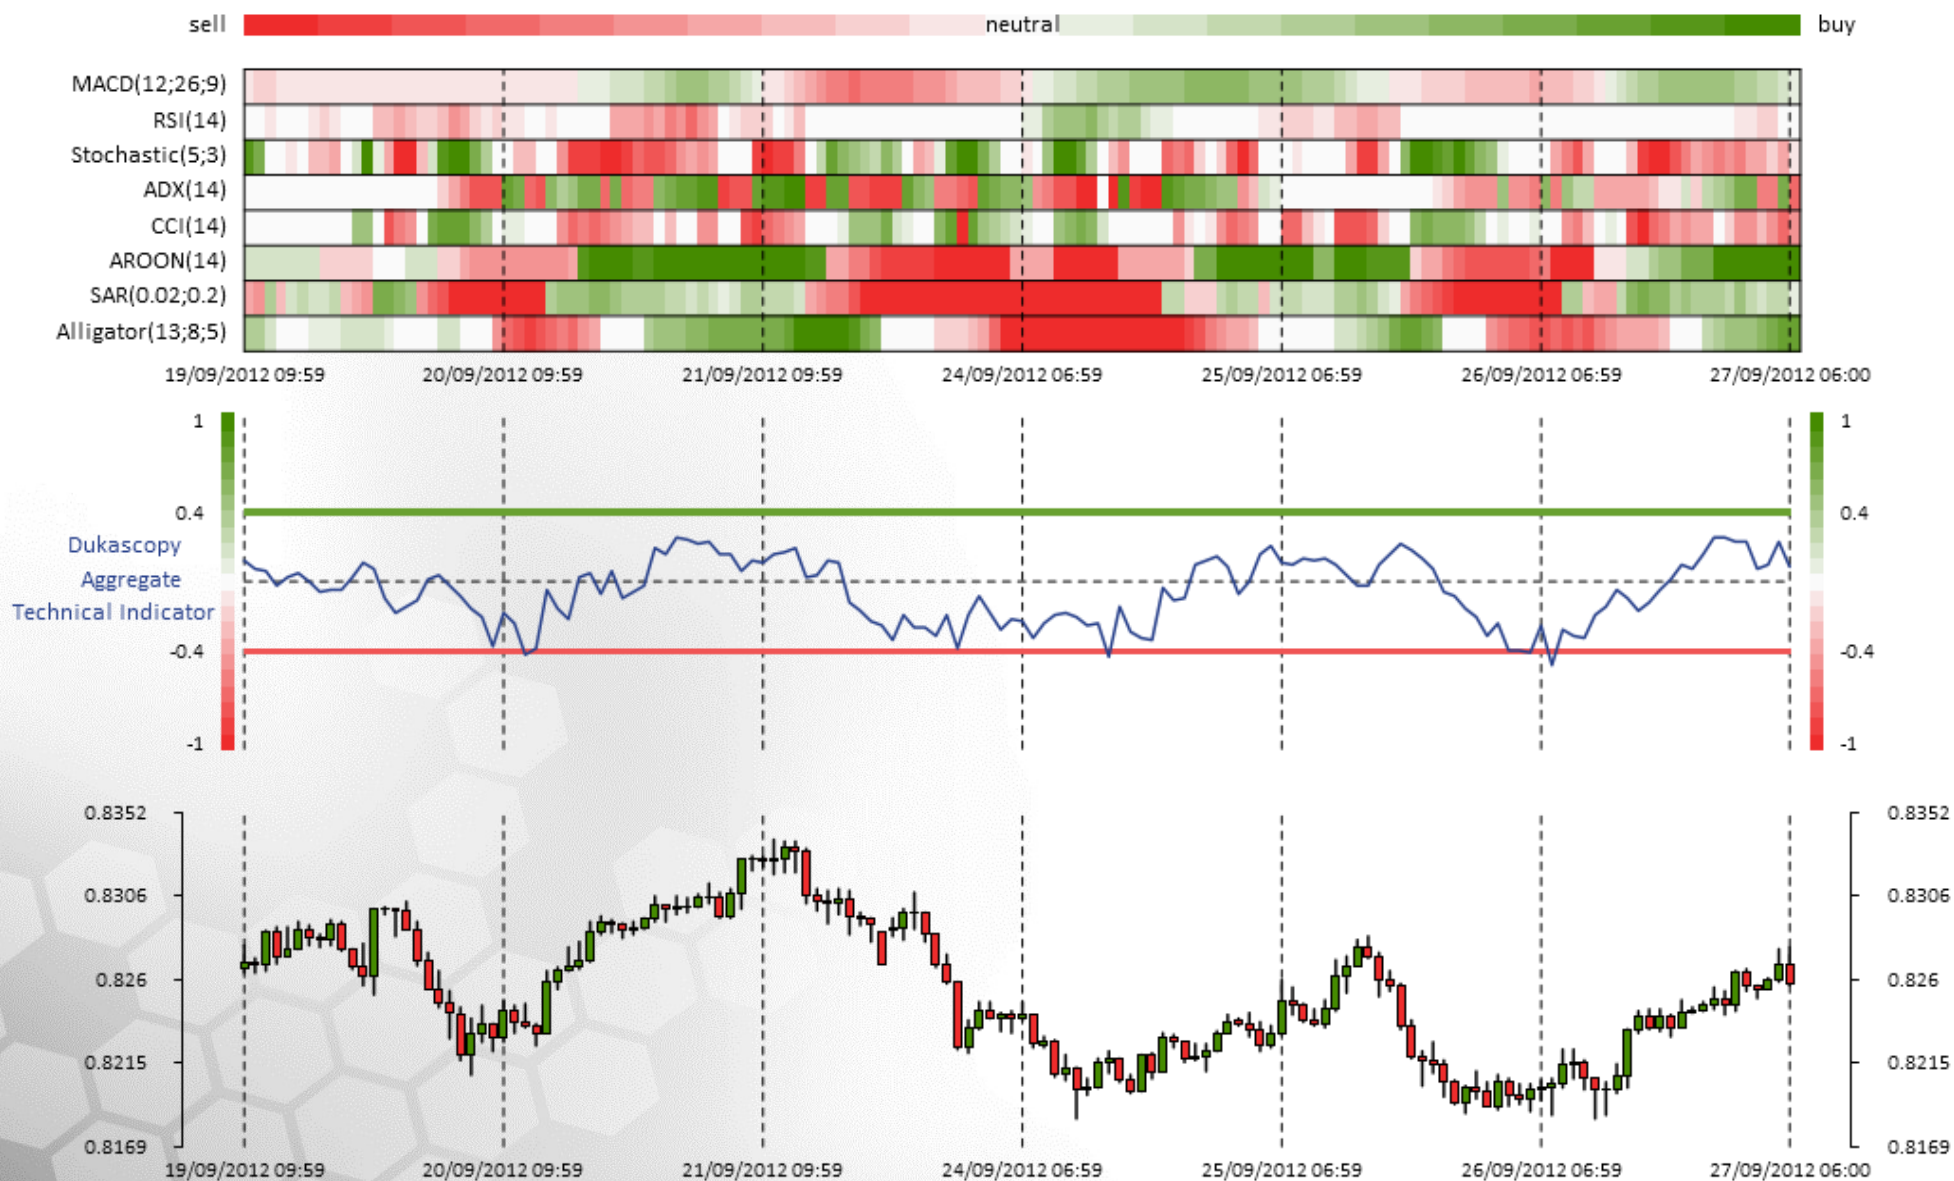 sell neutral buy
MACD(12;26;9)
RSI(14)
Stochastic(5;3)
ADX(14)
CCI(14)
AROON(14)
SAR(0.02;0.2)
Alligator(13;8;5)
19/09/2012 09:59 20/09/2012 09:59 21/09/2012 09:59 24/09/2012 06:59 25/09/2012 06:59 26/09/2012 06:59 27/09/2012 06:00
1 1
0.4 0.4
Dukascopy
Aggregate
Technical Indicator
-0.4 -0.4
-1 -1
0.8352 0.8352
0.8306 0.8306
0.826 0.826
0.8215 0.8215
0.8169 0.8169
19/09/2012 09:59 20/09/2012 09:59 21/09/2012 09:59 24/09/2012 06:59 25/09/2012 06:59 26/09/2012 06:59 27/09/2012 06:00